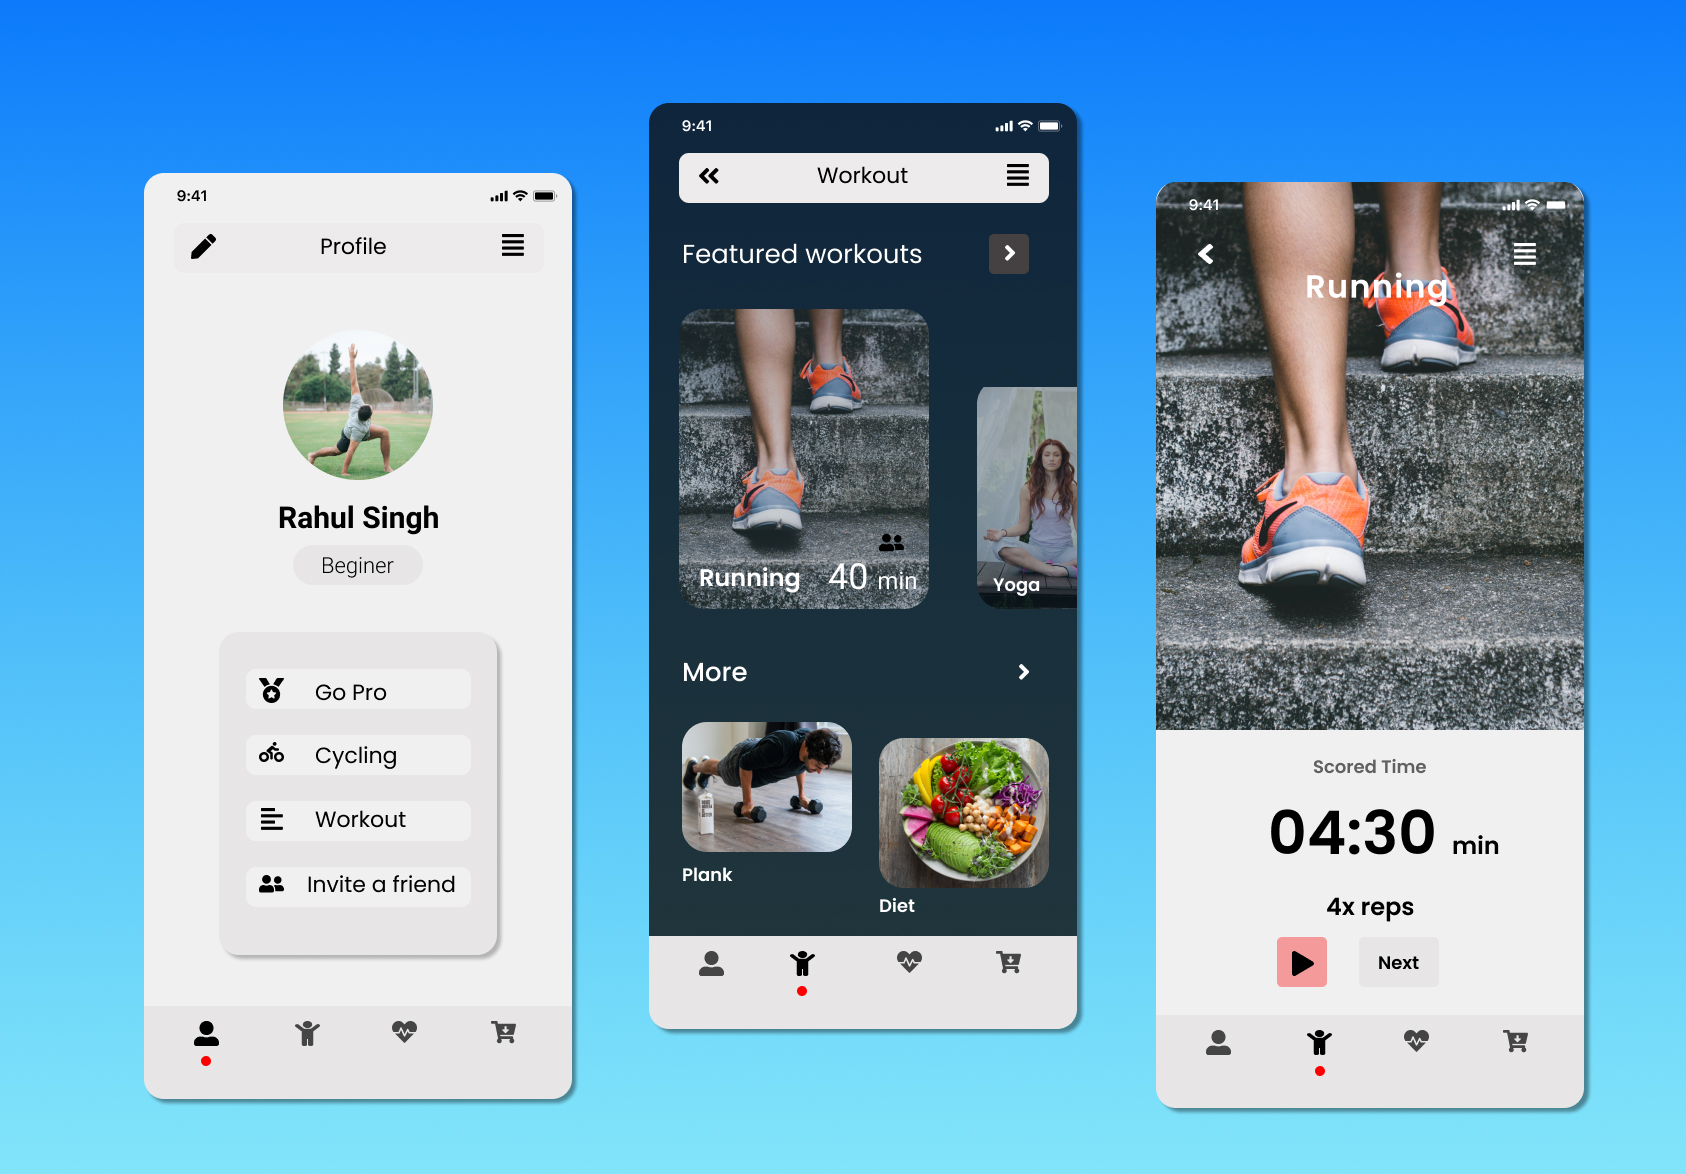 9:41
Profile
Rahul Singh
Beginer
Go Pro
Cycling
Workout
Invite a friend
9:41
Workout
Featured workouts
Running 40 min
Yoga
More
Plank
Diet
9:41
Running
Scored Time
04:30 min
4x reps
Next